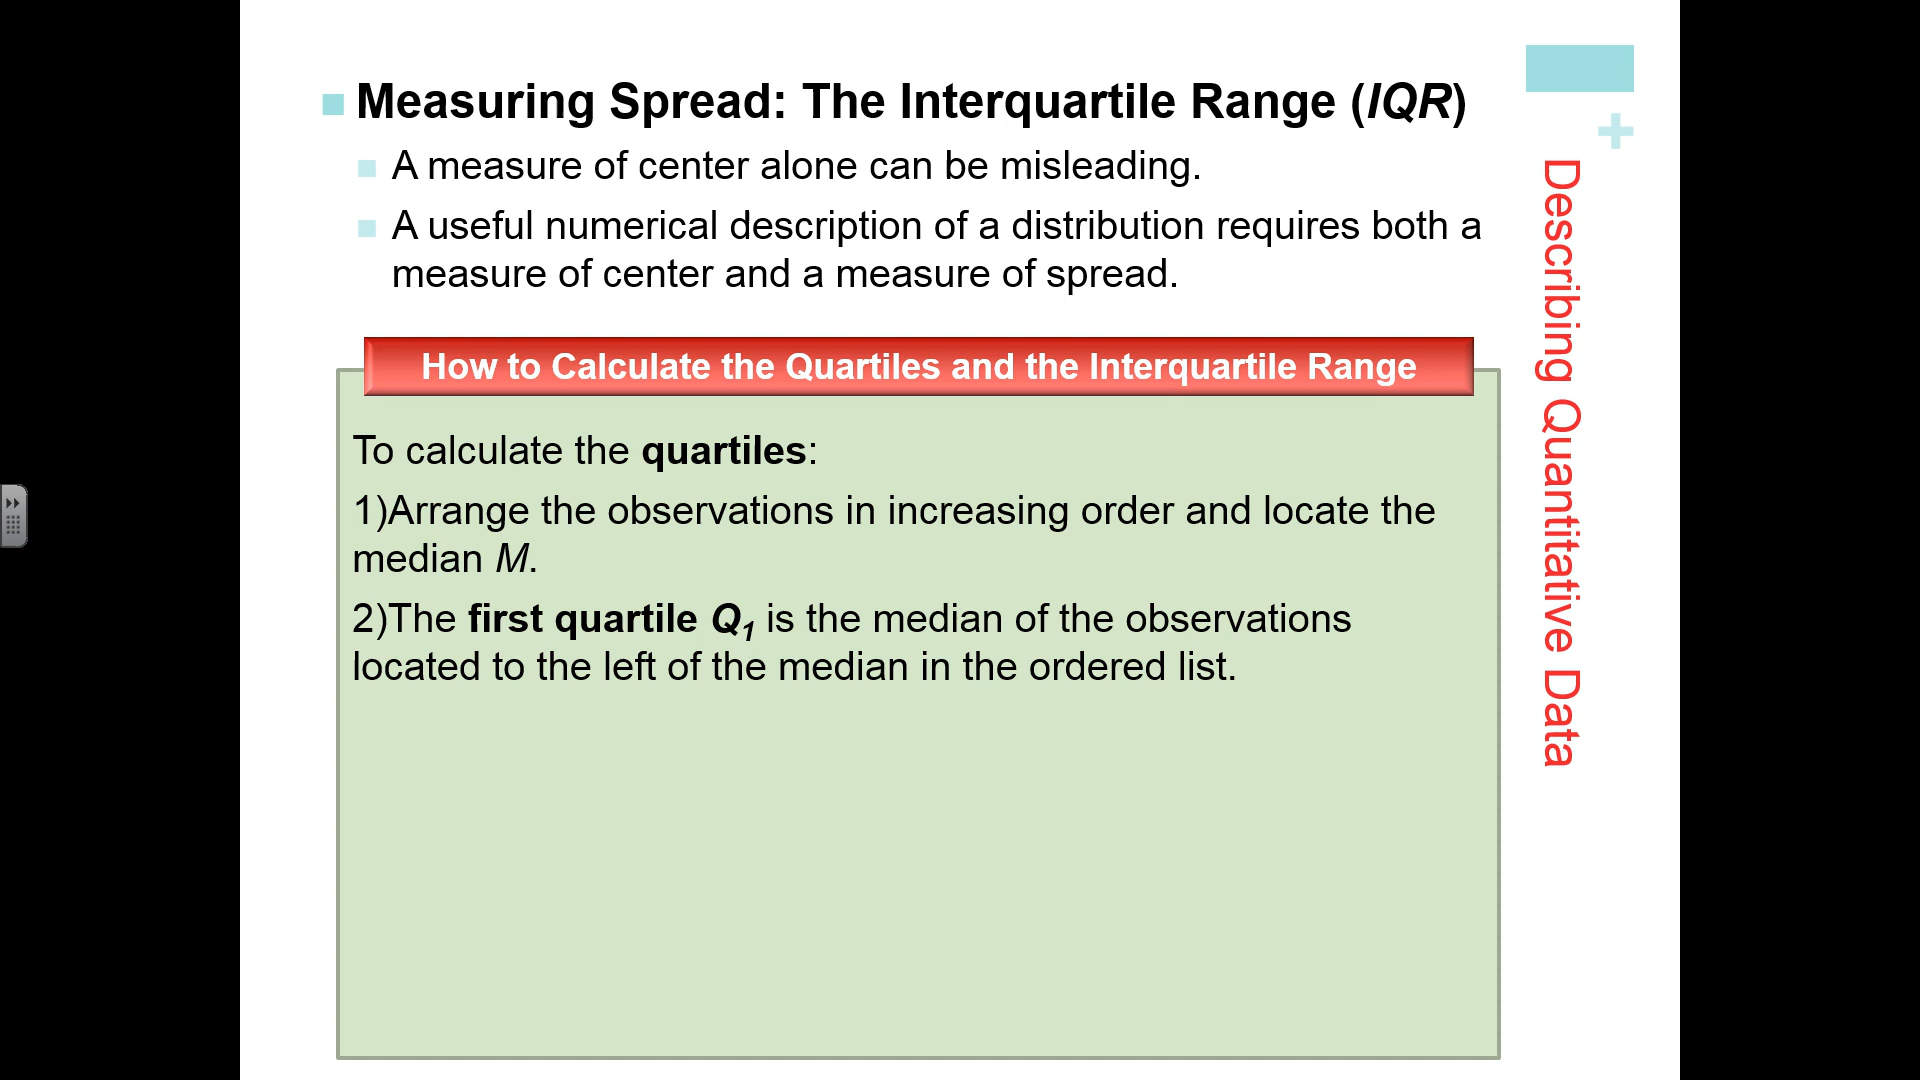 Measuring Spread: The Interquartile Range (IQR)
A measure of center alone can be misleading.
A useful numerical description of a distribution requires both a
measure of center and a measure of spread.
How to Calculate the Quartiles and the Interquartile Range
To calculate the quartiles:
1)Arrange the observations in increasing order and locate the
median M.
2)The first quartile Q1 is the median of the observations
located to the left of the median in the ordered list.
+
Describing Quantitative Data